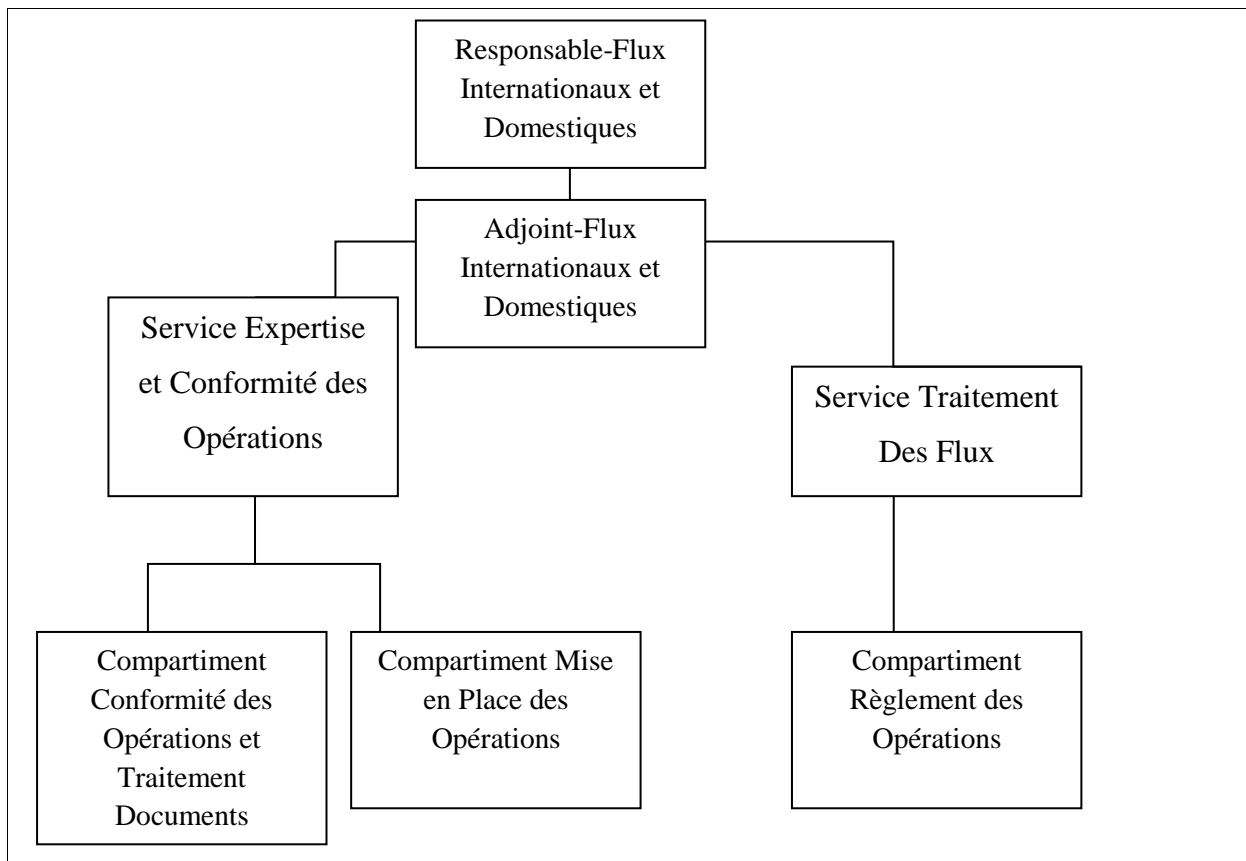 Responsable-Flux
Internationaux et
Domestiques
Adjoint-Flux
Internationaux et
Domestiques
Service Expertise
et Conformité des
Opérations
Service Traitement
Des Flux
Compartiment
Conformité des
Opérations et
Traitement
Documents
Compartiment Mise
en Place des
Opérations
Compartiment
Règlement des
Opérations